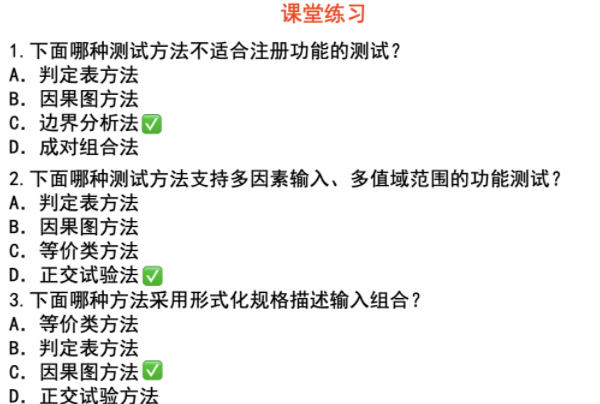 课堂练习
1.下面哪种测试方法不适合注册功能的测试?
A. 判定表方法
B. 因果图方法
C. 边界分析法✅
D. 成对组合法
2.下面哪种测试方法支持多因素输入、多值域范围的功能测试?
A. 判定表方法
B. 因果图方法
C. 等价类方法
D. 正交试验法✅
3.下面哪种方法采用形式化规格描述输入组合?
A. 等价类方法
B. 判定表方法
C. 因果图方法✅
D. 正交试验方法